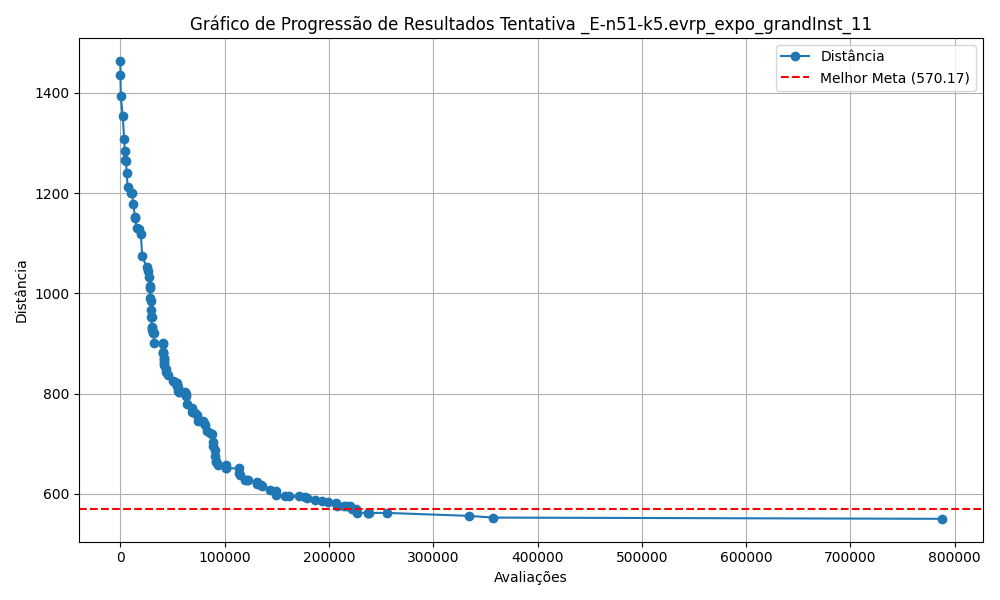 Gráfico de Progressão de Resultados Tentativa _E-n51-k5.evrp_expo_grandInst_11
Distância
Melhor Meta (570.17)
1400
1200
1000
800
600
Distância
0 100000 200000 300000 400000 500000 600000 700000 800000
Avaliações